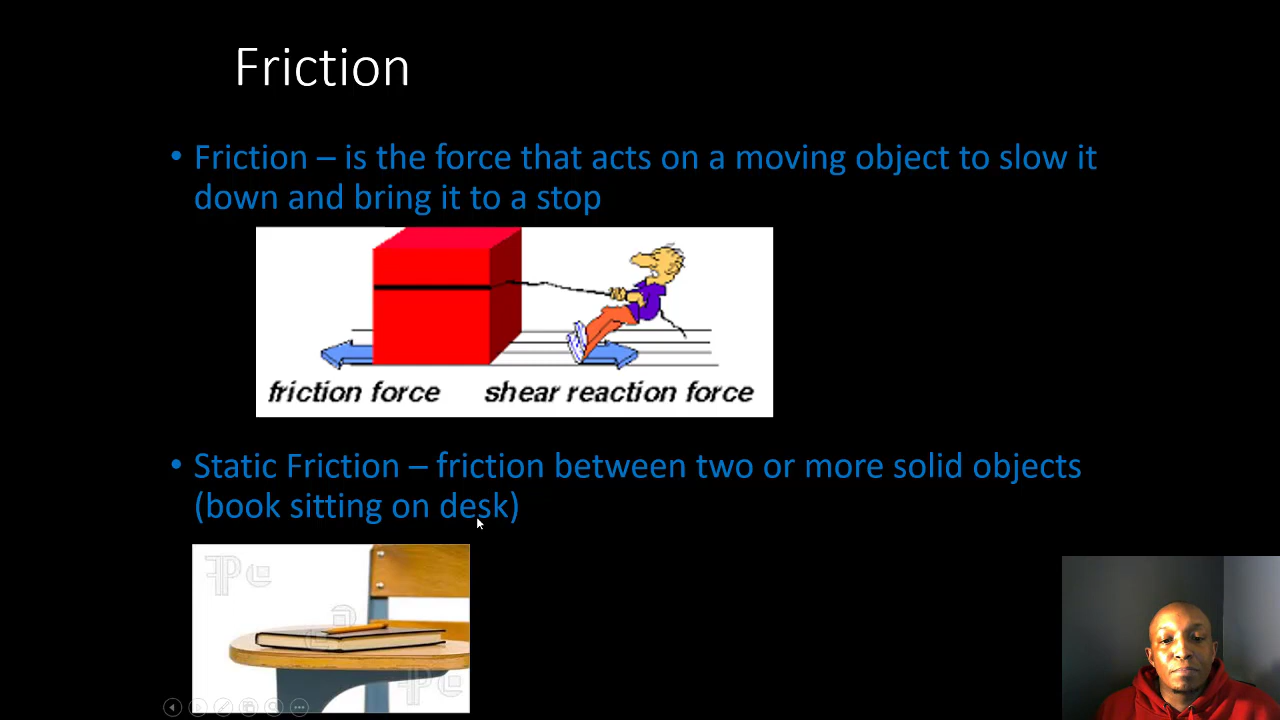 Friction
• Friction – is the force that acts on a moving object to slow it
down and bring it to a stop
friction force
shear reaction force
• Static Friction – friction between two or more solid objects
(book sitting on desk)